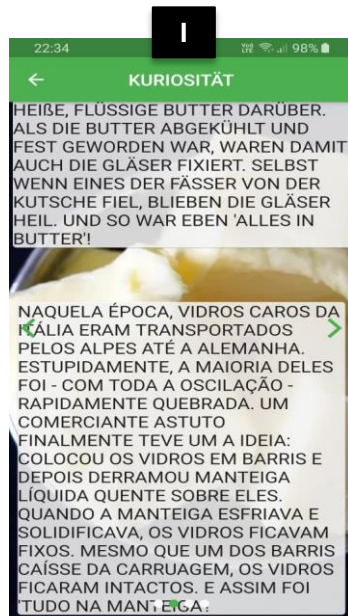 I
22:34
98%
KURIOSITÄT
HEIßE, FLÜSSIGE BUTTER DARÜBER.
ALS DIE BUTTER ABGEKÜHLT UND
FEST GEWORDEN WAR, WAREN DAMIT
AUCH DIE GLÄSER FIXIERT. SELBST
WENN EINES DER FÄSSER VON DER
KUTSCHE FIEL, BLIEBEN DIE GLÄSER
HEIL. UND SO WAR EBEN 'ALLES IN
BUTTER'!
NAQUELA ÉPOCA, VIDROS CAROS DA
ITÁLIA ERAM TRANSPORTADOS
PELOS ALPES ATÉ A ALEMANHA.
ESTUPIDAMENTE, A MAIORIA DELES
FOI - COM TODA A OSCILAÇÃO -
RAPIDAMENTE QUEBRADA. UM
COMERCIANTE ASTUTO
FINALMENTE TEVE UM A IDEIA:
COLOCOU OS VIDROS EM BARRIS E
DEPOIS DERRAMOU MANTEIGA
LÍQUIDA QUENTE SOBRE ELES.
QUANDO A MANTEIGA ESFRIAVA E
SOLIDIFICAVA, OS VIDROS FICAVAM
FIXOS. MESMO QUE UM DOS BARRIS
CAÍSSE DA CARRUAGEM, OS VIDROS
FICARAM INTACTOS. E ASSIM FOI
'TUDO NA MANTEIGA'.